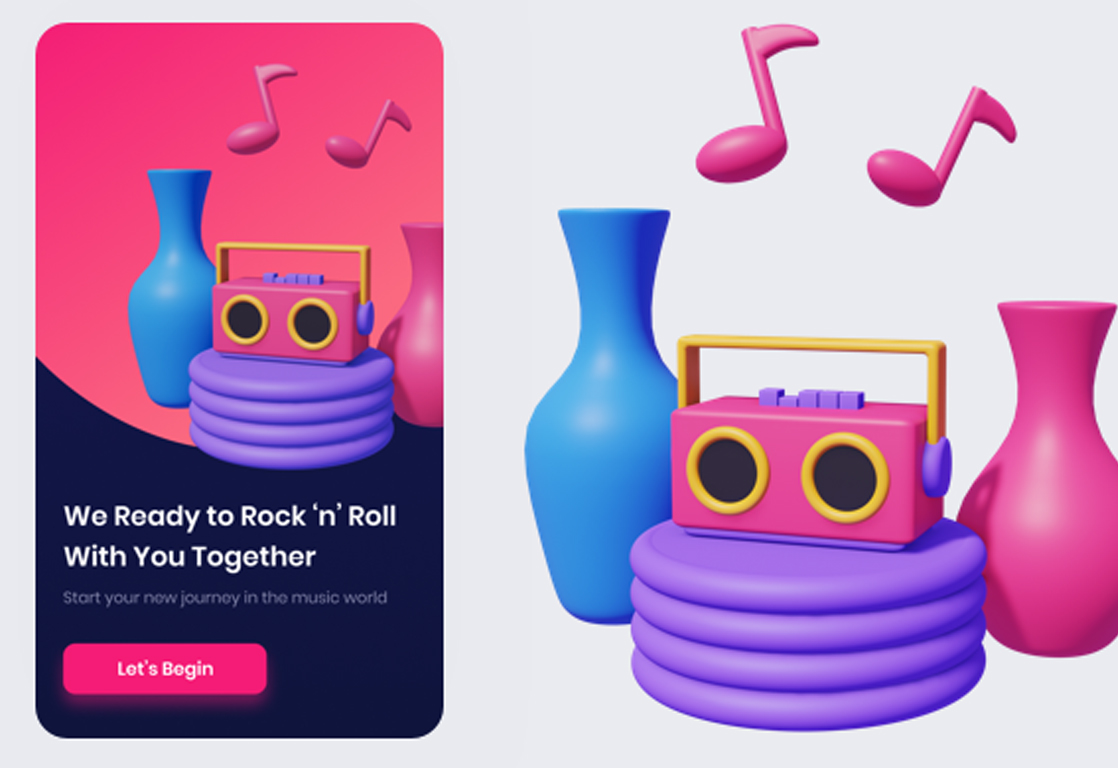 We Ready to Rock ‘n’ Roll
With You Together
Start your new journey in the music world
Let’s Begin